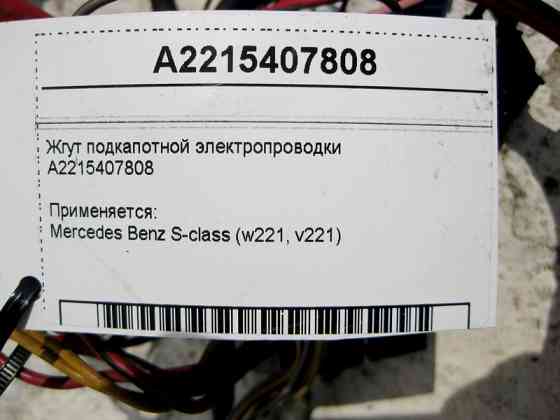 A2215407808
Жгут подкапотной электропроводки
A2215407808
Применяется:
Mercedes Benz S-class (w221, v221)